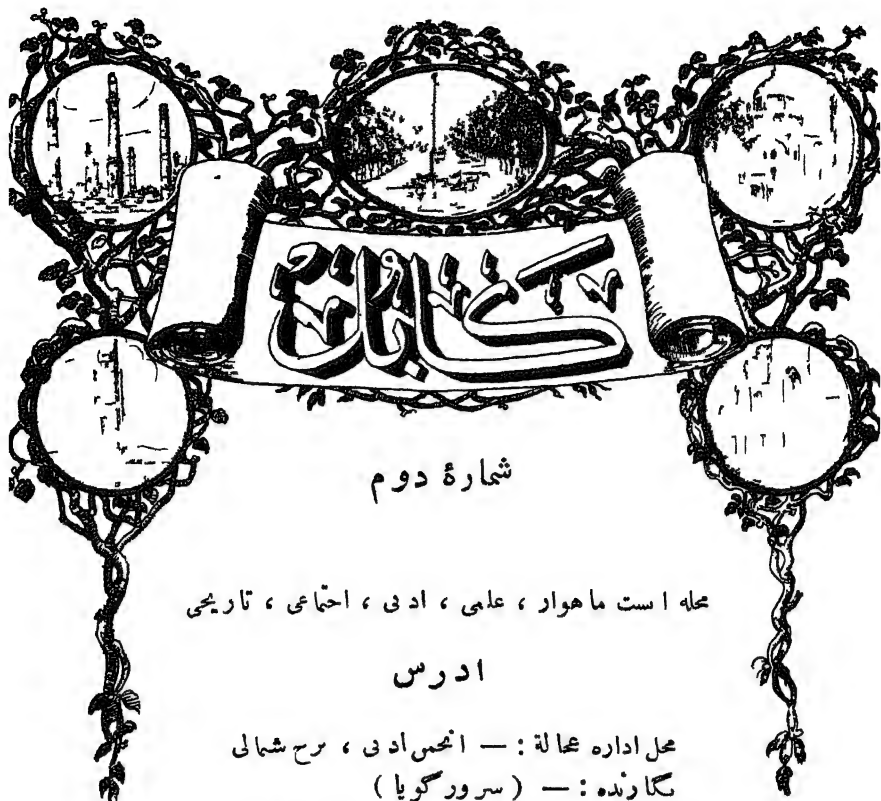 کابل
شمارهٔ دوم
مجله است ماهوار ، علمی ، ادبی ، اجتماعی ، تاریخی
ادرس
محل اداره عجالة : — انجمن ادبی ، برج شمالی
نگارنده : — ( سرور گویا )